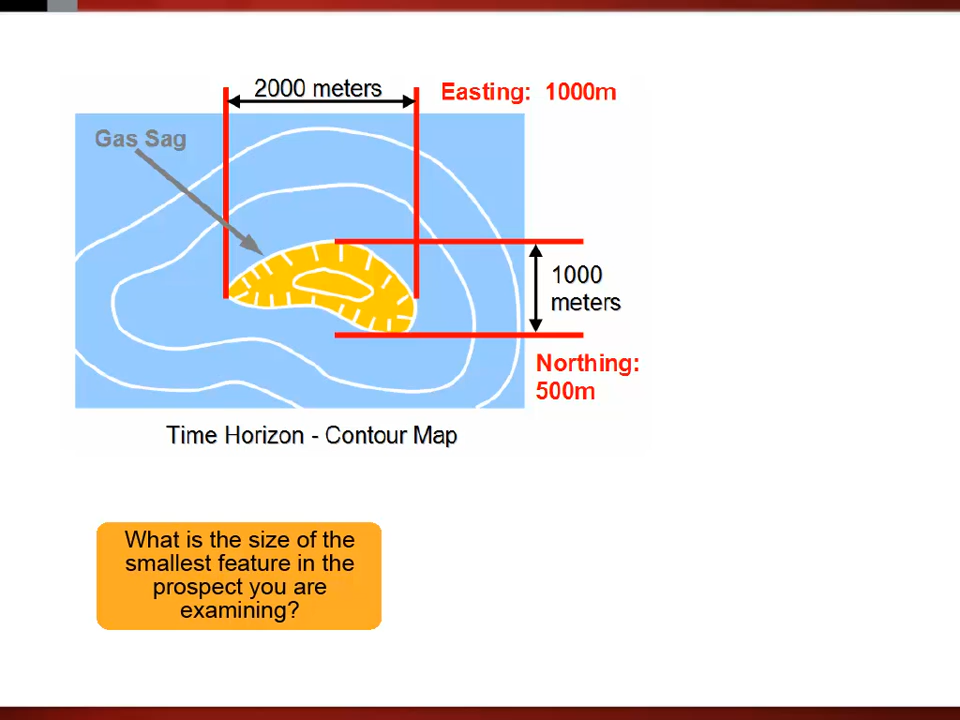 2000 meters
Easting: 1000m
Gas Sag
1000
meters
Northing:
500m
Time Horizon - Contour Map
What is the size of the
smallest feature in the
prospect you are
examining?